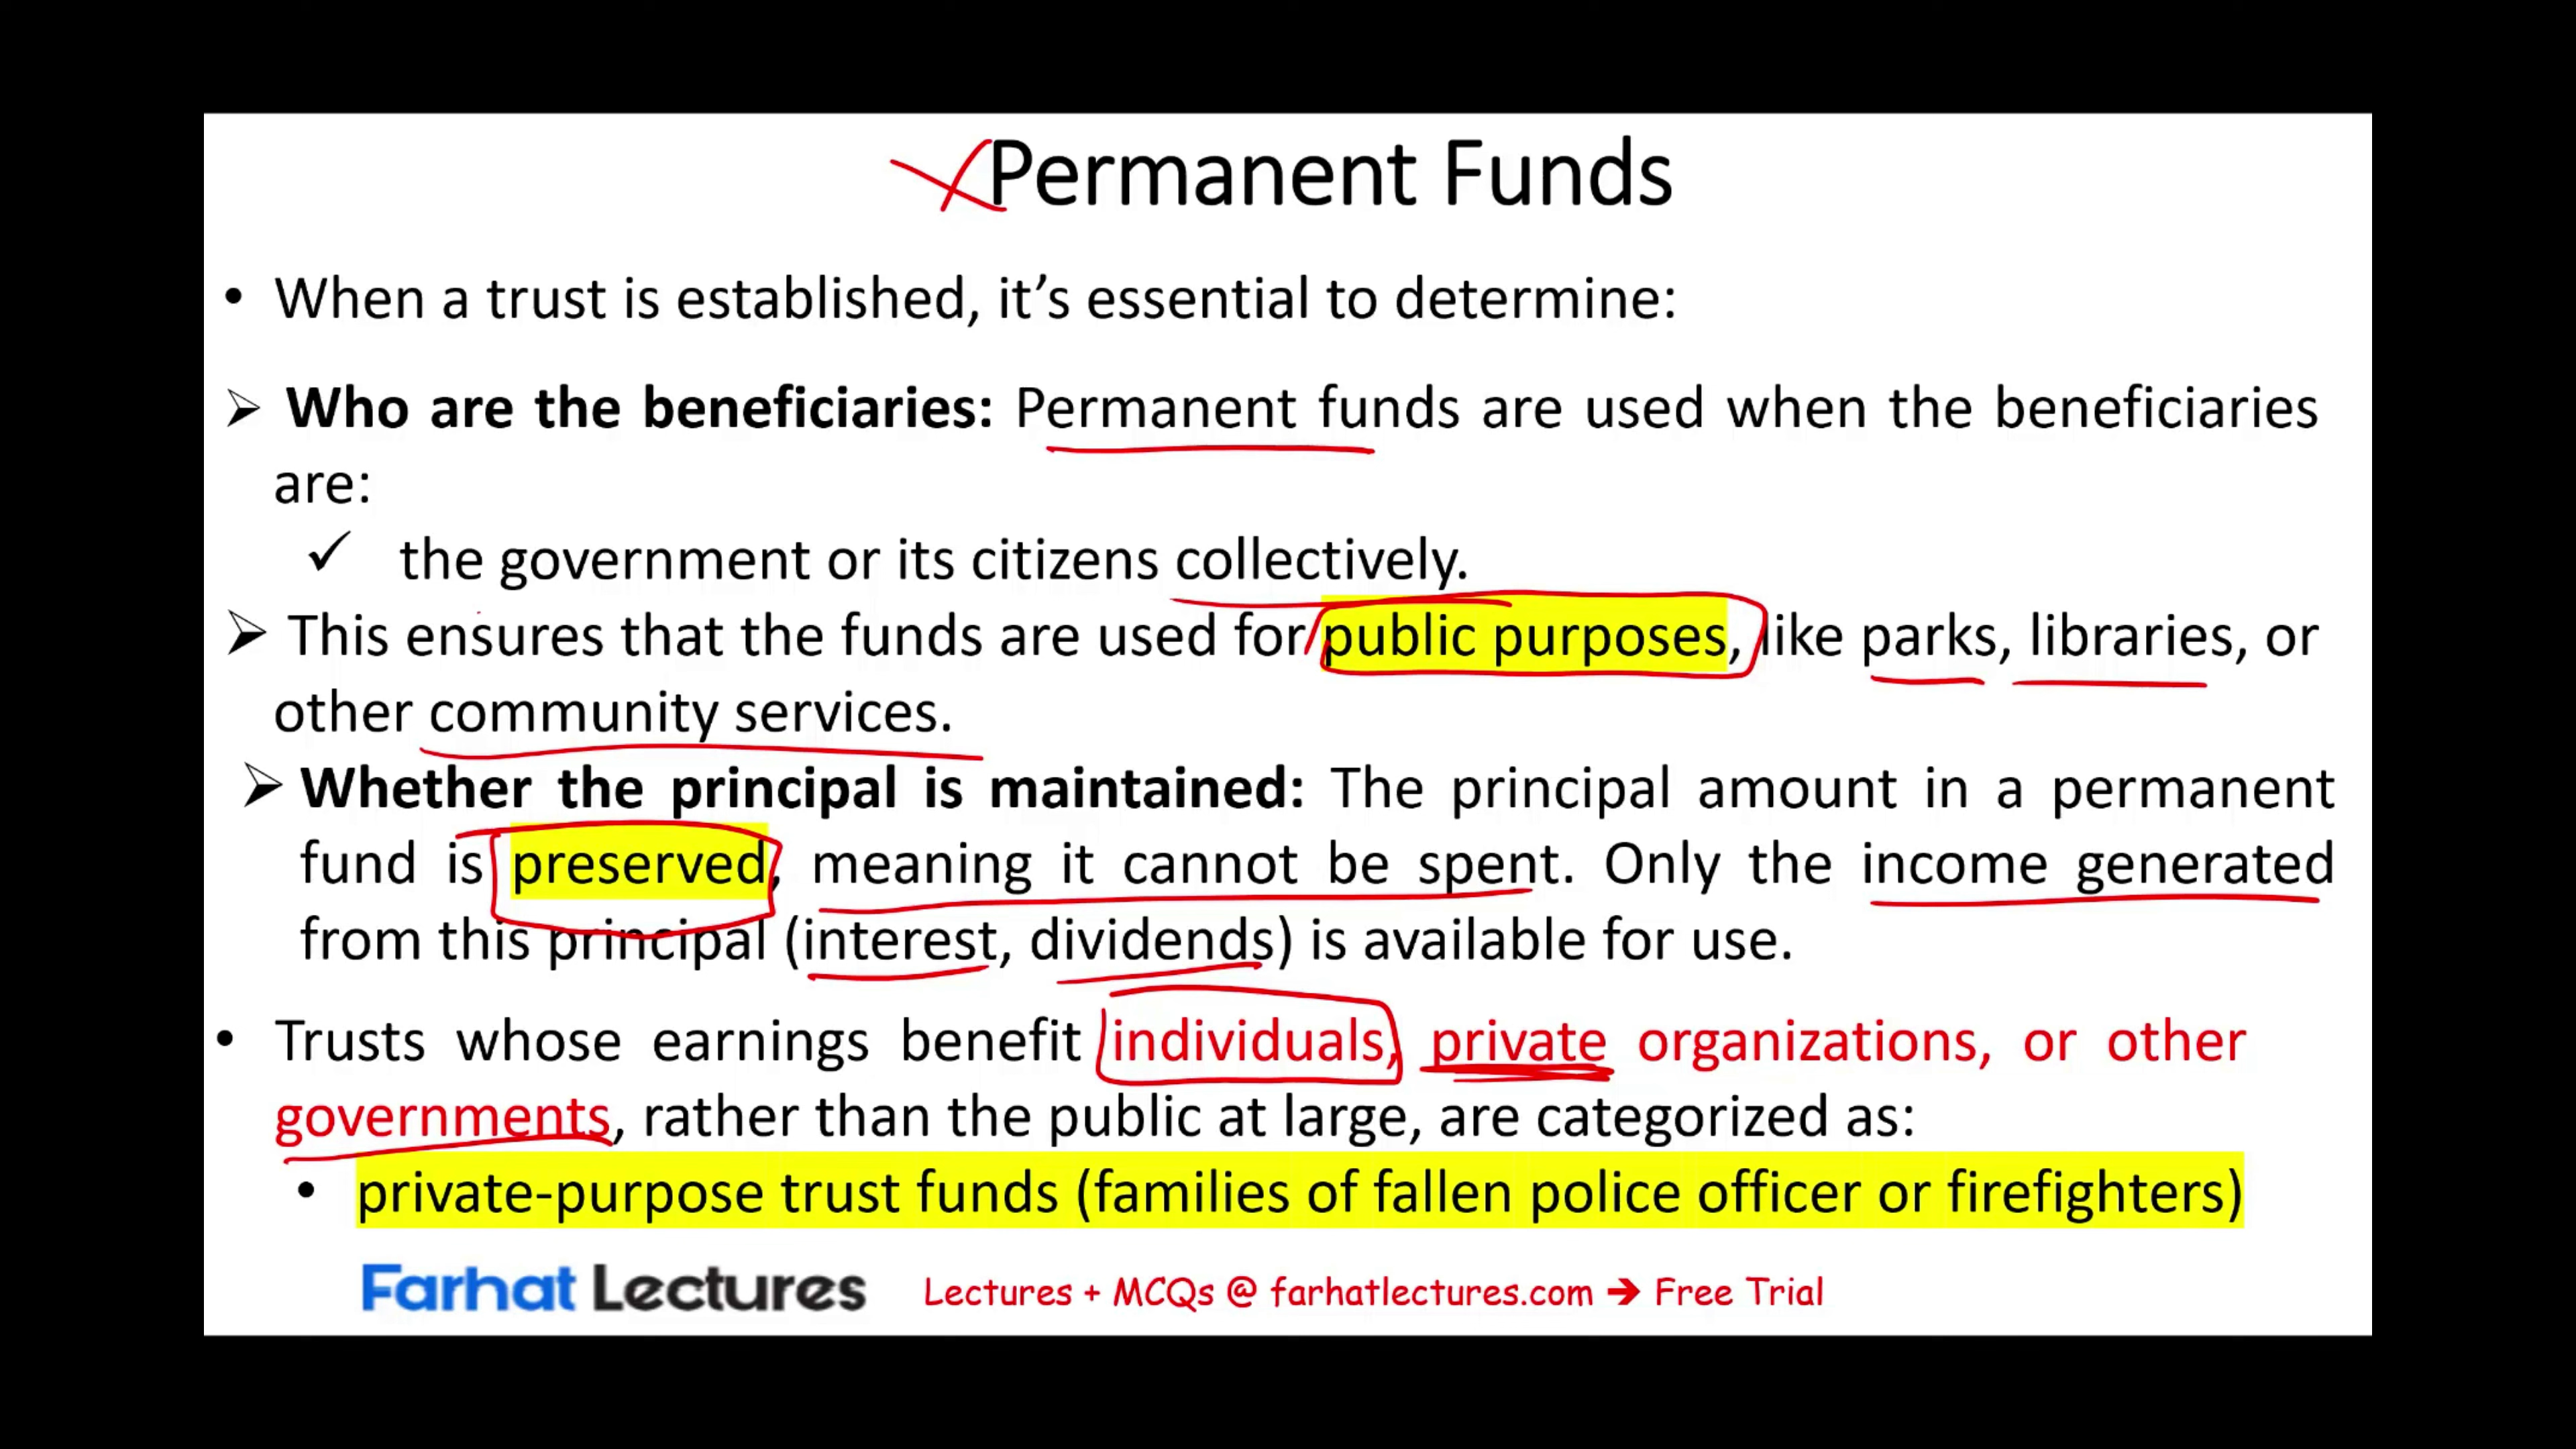 Permanent Funds
• When a trust is established, it’s essential to determine:
➢ Who are the beneficiaries: Permanent funds are used when the beneficiaries
are:
✓ the government or its citizens collectively.
➢ This ensures that the funds are used for public purposes, like parks, libraries, or
other community services.
➢ Whether the principal is maintained: The principal amount in a permanent
fund is preserved, meaning it cannot be spent. Only the income generated
from this principal (interest, dividends) is available for use.
• Trusts whose earnings benefit individuals, private organizations, or other
governments, rather than the public at large, are categorized as:
• private-purpose trust funds (families of fallen police officer or firefighters)
Farhat Lectures Lectures + MCQs @ farhatlectures.com ➔ Free Trial